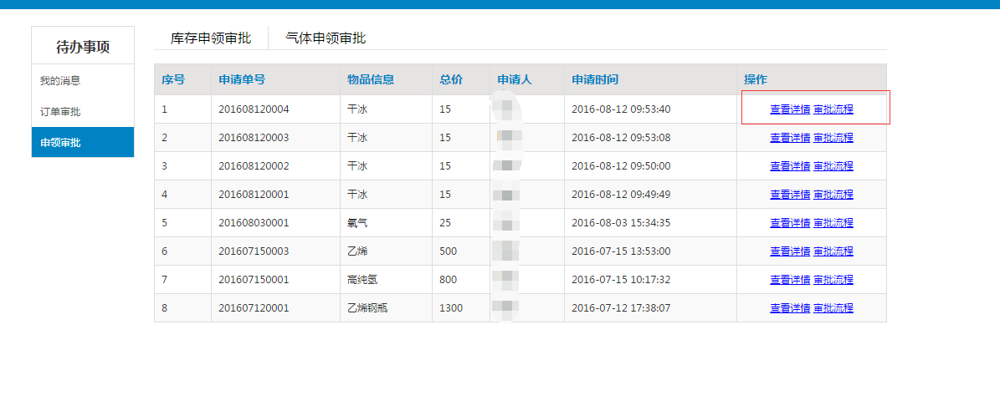 待办事项
我的消息
订单审批
申领审批
库存申领审批 气体申领审批
序号 申请单号 物品信息 总价 申请人 申请时间 操作
1 201608120004 干冰 15 2016-08-12 09:53:40 查看详情 审批流程
2 201608120003 干冰 15 2016-08-12 09:53:08 查看详情 审批流程
3 201608120002 干冰 15 2016-08-12 09:50:00 查看详情 审批流程
4 201608120001 干冰 15 2016-08-12 09:49:49 查看详情 审批流程
5 201608030001 氧气 25 2016-08-03 15:34:35 查看详情 审批流程
6 201607150003 乙烯 500 2016-07-15 13:53:00 查看详情 审批流程
7 201607150001 高纯氢 800 2016-07-15 10:17:32 查看详情 审批流程
8 201607120001 乙烯钢瓶 1300 2016-07-12 17:38:07 查看详情 审批流程